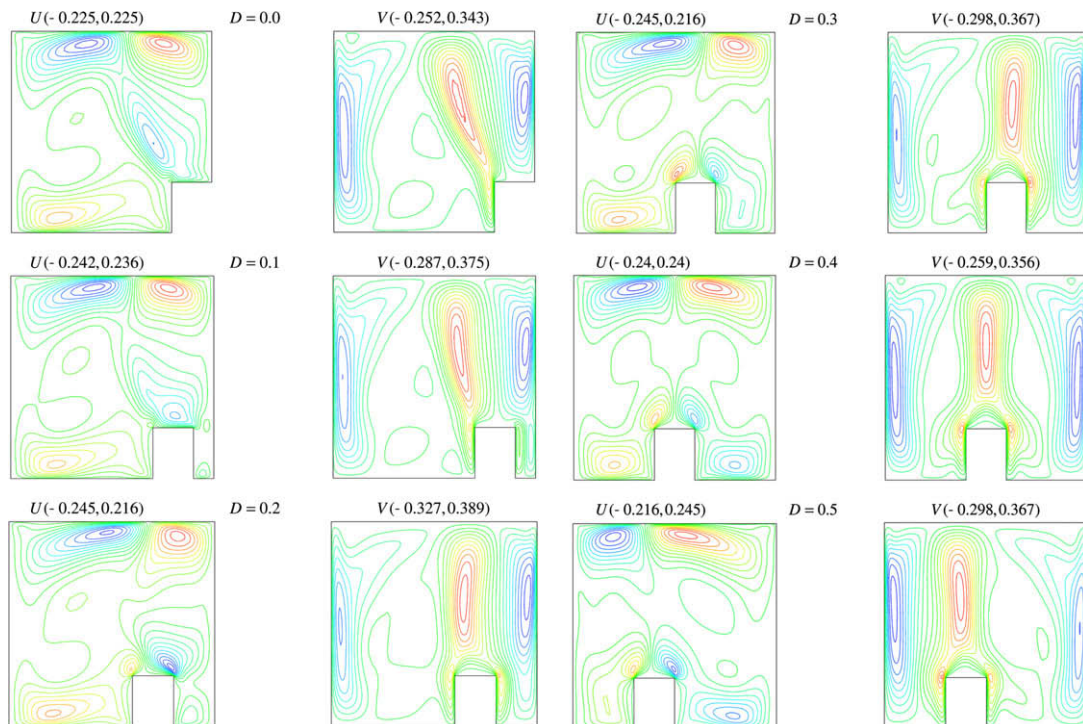 U(- 0.225, 0.225) D = 0.0 V(- 0.252, 0.343) U(- 0.245, 0.216) D = 0.3 V(- 0.298, 0.367)
U(- 0.242, 0.236) D = 0.1 V(- 0.287, 0.375) U(- 0.24, 0.24) D = 0.4 V(- 0.259, 0.356)
U(- 0.245, 0.216) D = 0.2 V(- 0.327, 0.389) U(- 0.216, 0.245) D = 0.5 V(- 0.298, 0.367)